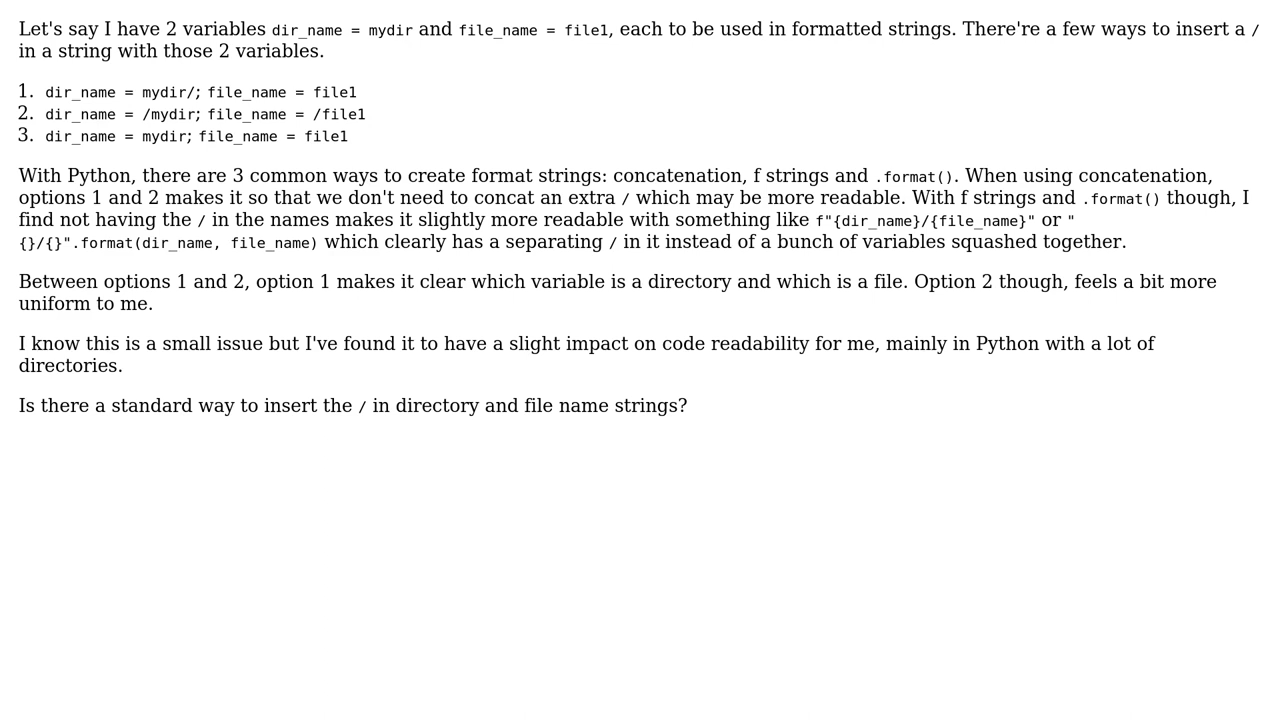 Let's say I have 2 variables dir_name = mydir and file_name = file1, each to be used in formatted strings. There're a few ways to insert a /
in a string with those 2 variables.
1. dir_name = mydir/; file_name = file1
2. dir_name = /mydir; file_name = /file1
3. dir_name = mydir; file_name = file1
With Python, there are 3 common ways to create format strings: concatenation, f strings and .format(). When using concatenation,
options 1 and 2 makes it so that we don't need to concat an extra / which may be more readable. With f strings and .format() though, I
find not having the / in the names makes it slightly more readable with something like f"{dir_name}/{file_name}" or "
{}/{}".format(dir_name, file_name) which clearly has a separating / in it instead of a bunch of variables squashed together.
Between options 1 and 2, option 1 makes it clear which variable is a directory and which is a file. Option 2 though, feels a bit more
uniform to me.
I know this is a small issue but I've found it to have a slight impact on code readability for me, mainly in Python with a lot of
directories.
Is there a standard way to insert the / in directory and file name strings?